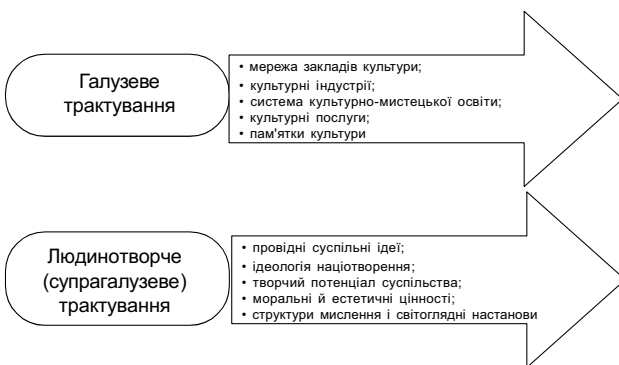 Галузеве
трактування
• мережа закладів культури;
• культурні індустрії;
• система культурно-мистецької освіти;
• культурні послуги;
• пам'ятки культури
Людинотворче
(супрагалузеве)
трактування
• провідні суспільні ідеї;
• ідеологія націотворення;
• творчий потенціал суспільства;
• моральні й естетичні цінності;
• структури мислення і світоглядні настанови